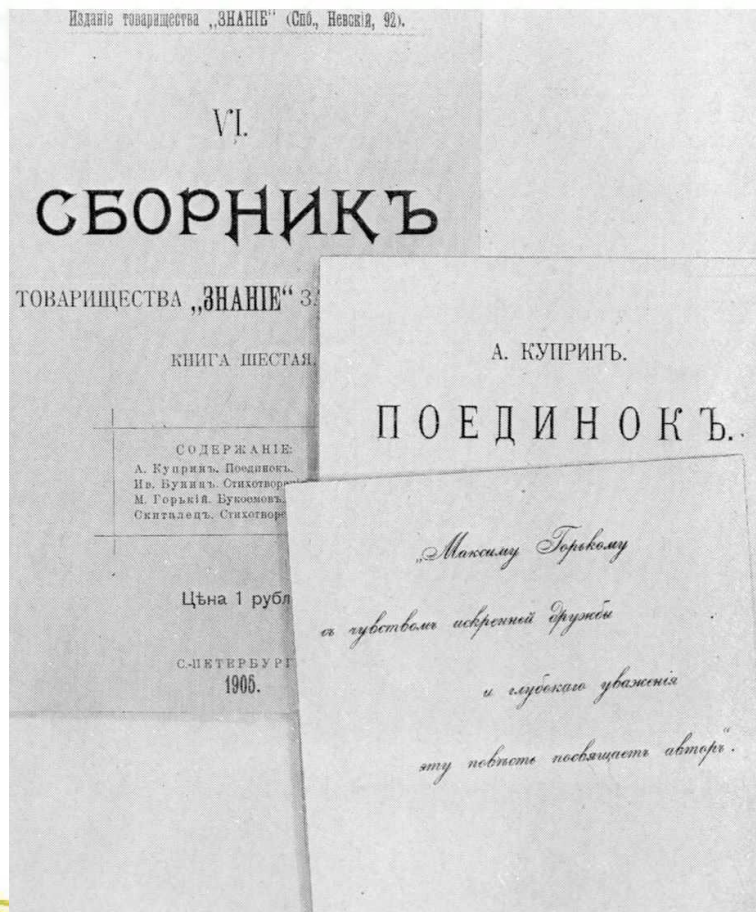 Изданіе товарищества „ЗНАНІЕ“ (Спб., Невскій, 92).
VI.
СБОРНИКЪ
ТОВАРИЩЕСТВА „ЗНАНІЕ“
КНИГА ШЕСТАЯ.
СОДЕРЖАНІЕ:
А. Купринъ. Поединокъ.
Ив. Бунинъ. Стихотворені
М. Горькій. Букоемовъ.
Скиталецъ. Стихотворе
Цѣна 1 рубл
С.-ПЕТЕРБУРГ
1905.
А. КУПРИНЪ.
ПОЕДИНОКЪ.
„Максиму Горькому
съ чувствомъ искренней дружбы
и глубокаго уваженія
эту повѣсть посвящаетъ авторъ“.